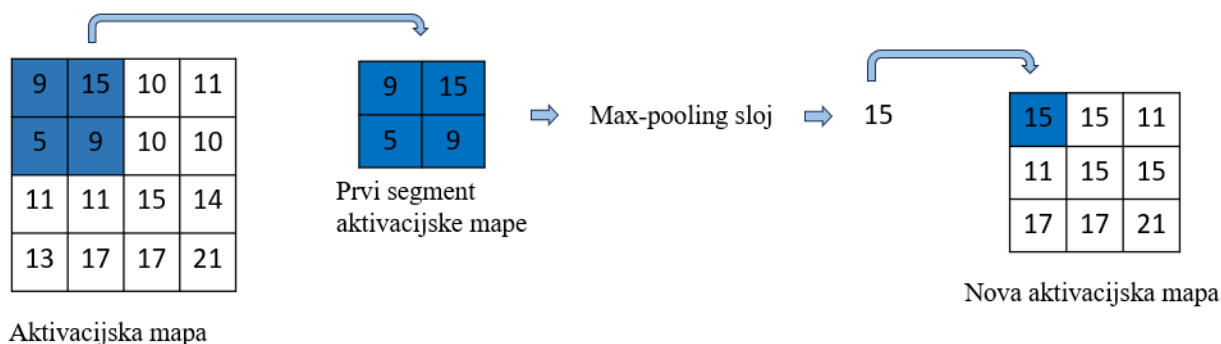 9 15 10 11
5 9 10 10
11 11 15 14
13 17 17 21
Aktivacijska mapa
9 15
5 9
Prvi segment
aktivacijske mape
Max-pooling sloj
15
15 15 11
11 15 15
17 17 21
Nova aktivacijska mapa